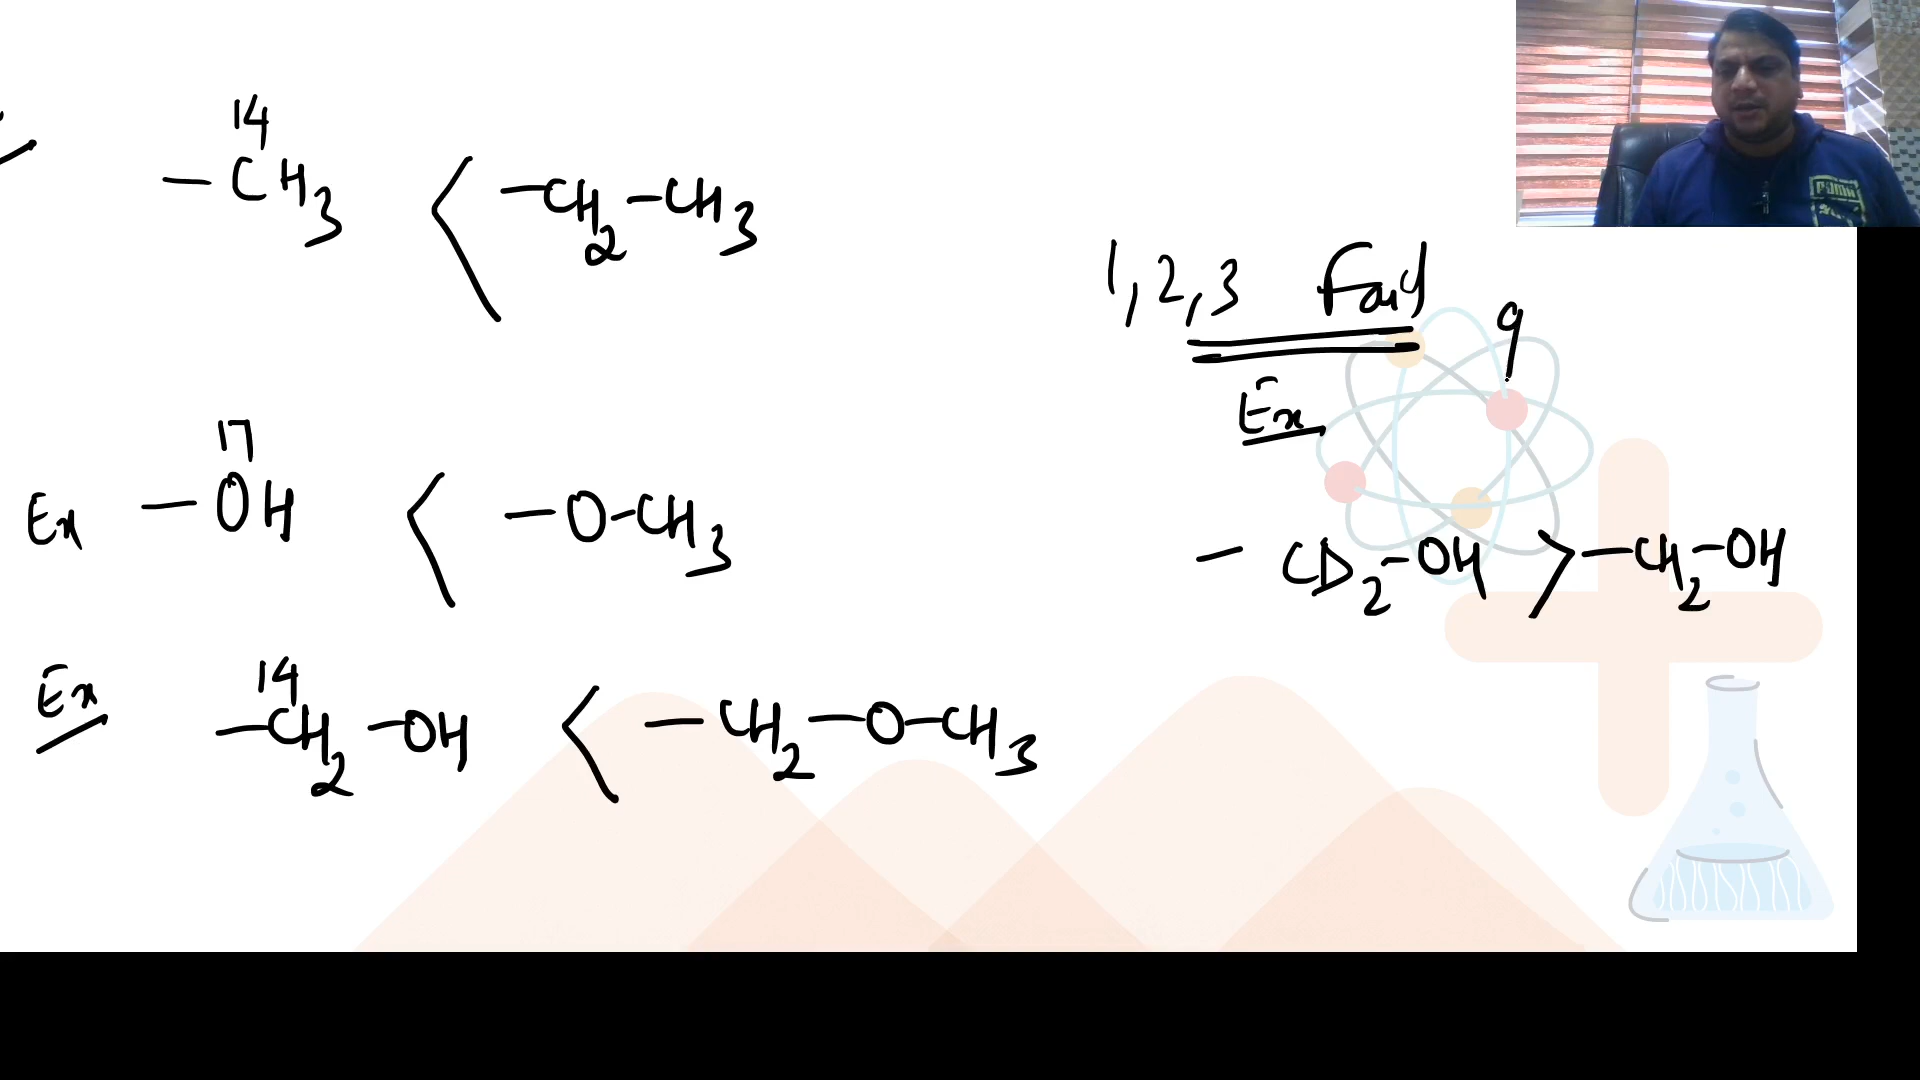 14
-CH3 < -CH2-CH3
1,2,3 Fail
9
Ex
17
Ex -OH < -O-CH3
-CD2-OH > -CH2-OH
14
Ex -CH2-OH < -CH2-O-CH3